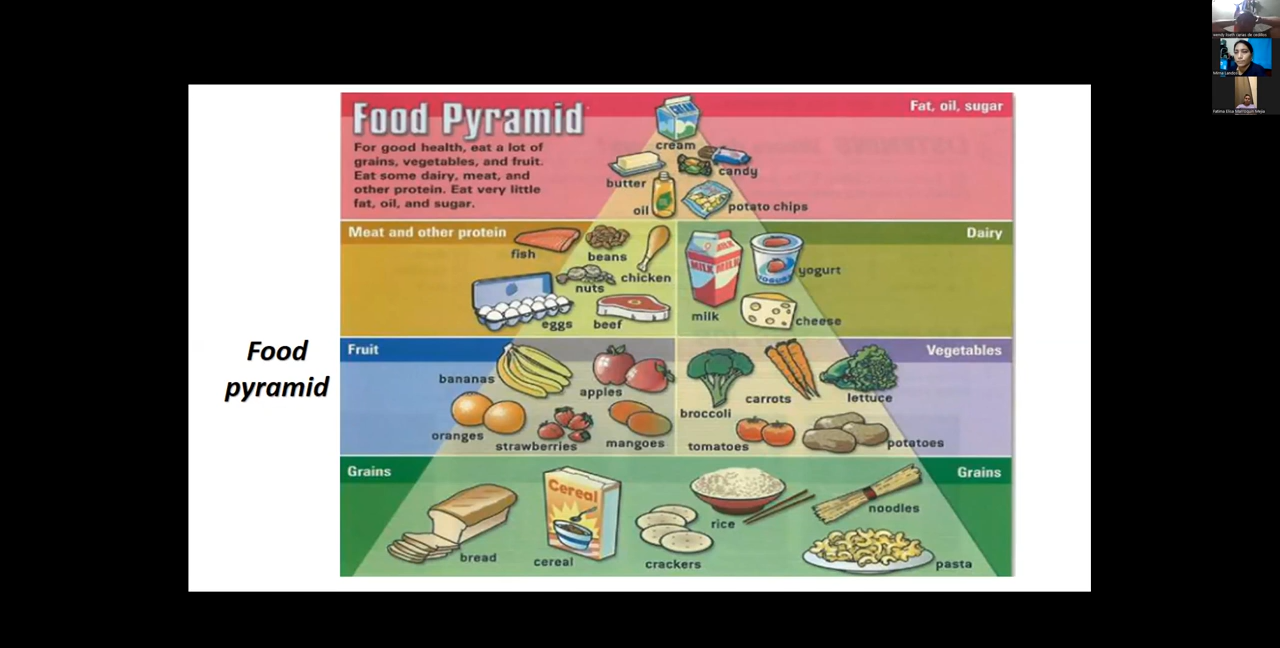 Food Pyramid
For good health, eat a lot of
grains, vegetables, and fruit.
Eat some dairy, meat, and
other protein. Eat very little
fat, oil, and sugar.
Fat, oil, sugar
CREAM
cream
butter
candy
oil
potato chips
Meat and other protein
fish
beans
chicken
nuts
eggs
beef
Dairy
MILK MILK
YOGURT
yogurt
milk
cheese
Food
pyramid
Fruit
bananas
apples
oranges
strawberries
mangoes
Vegetables
broccoli
carrots
lettuce
tomatoes
potatoes
Grains
Grains
Cereal
bread
cereal
crackers
rice
noodles
pasta